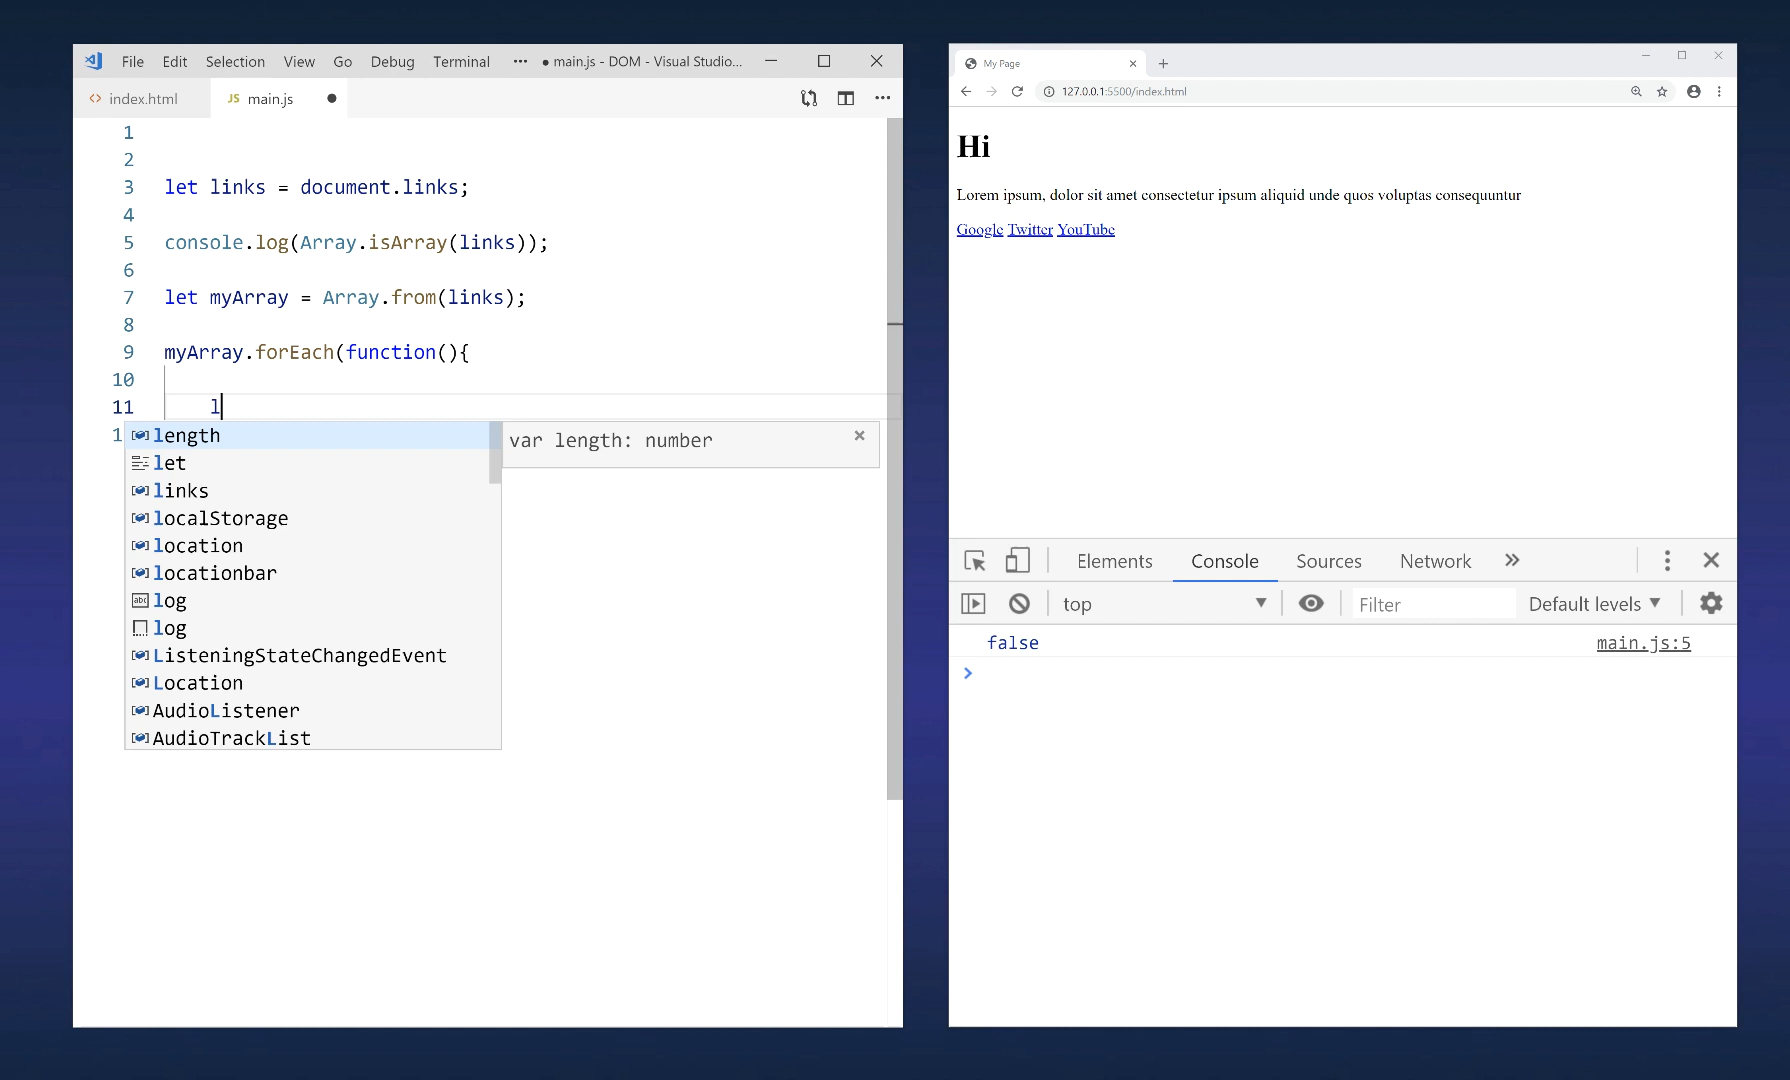 File Edit Selection View Go Debug Terminal ••• ● main.js - DOM - Visual Studio...
<> index.html JS main.js
1
2
3 let links = document.links;
4
5 console.log(Array.isArray(links));
6
7 let myArray = Array.from(links);
8
9 myArray.forEach(function(){
10
11 l
1
length
let
links
localStorage
location
locationbar
abc log
log
ListeningStateChangedEvent
Location
AudioListener
AudioTrackList
var length: number
My Page
127.0.0.1:5500/index.html
Hi
Lorem ipsum, dolor sit amet consectetur ipsum aliquid unde quos voluptas consequuntur
Google Twitter YouTube
Elements Console Sources Network »
top Filter Default levels
false main.js:5